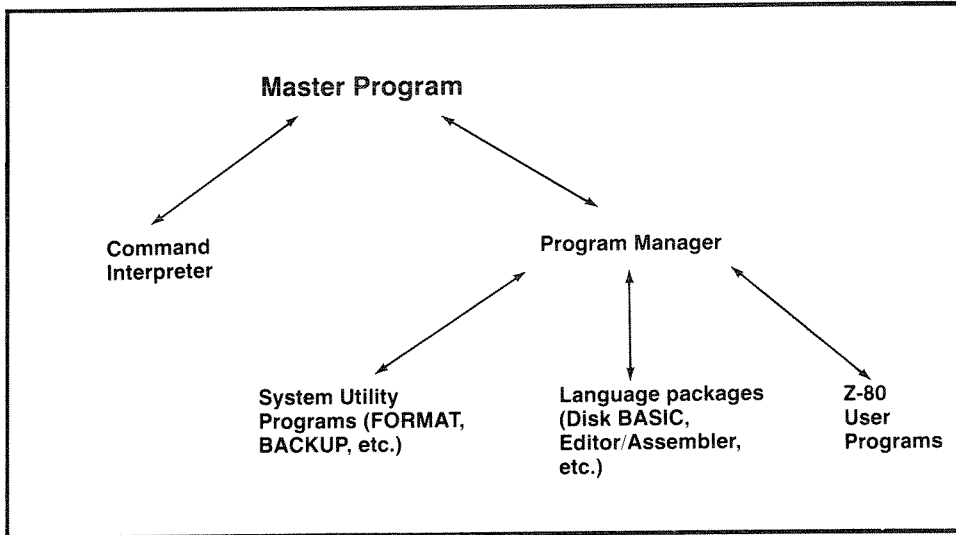 Master Program
Command
Interpreter
Program Manager
System Utility
Programs (FORMAT,
BACKUP, etc.)
Language packages
(Disk BASIC,
Editor/Assembler,
etc.)
Z-80
User
Programs